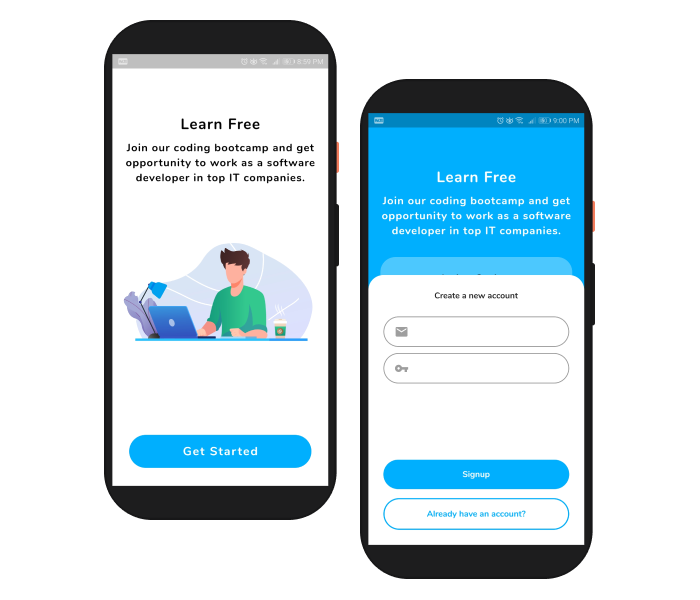 8:59 PM
Learn Free
Join our coding bootcamp and get
opportunity to work as a software
developer in top IT companies.
Get Started
9:00 PM
Learn Free
Join our coding bootcamp and get
opportunity to work as a software
developer in top IT companies.
Create a new account
Signup
Already have an account?